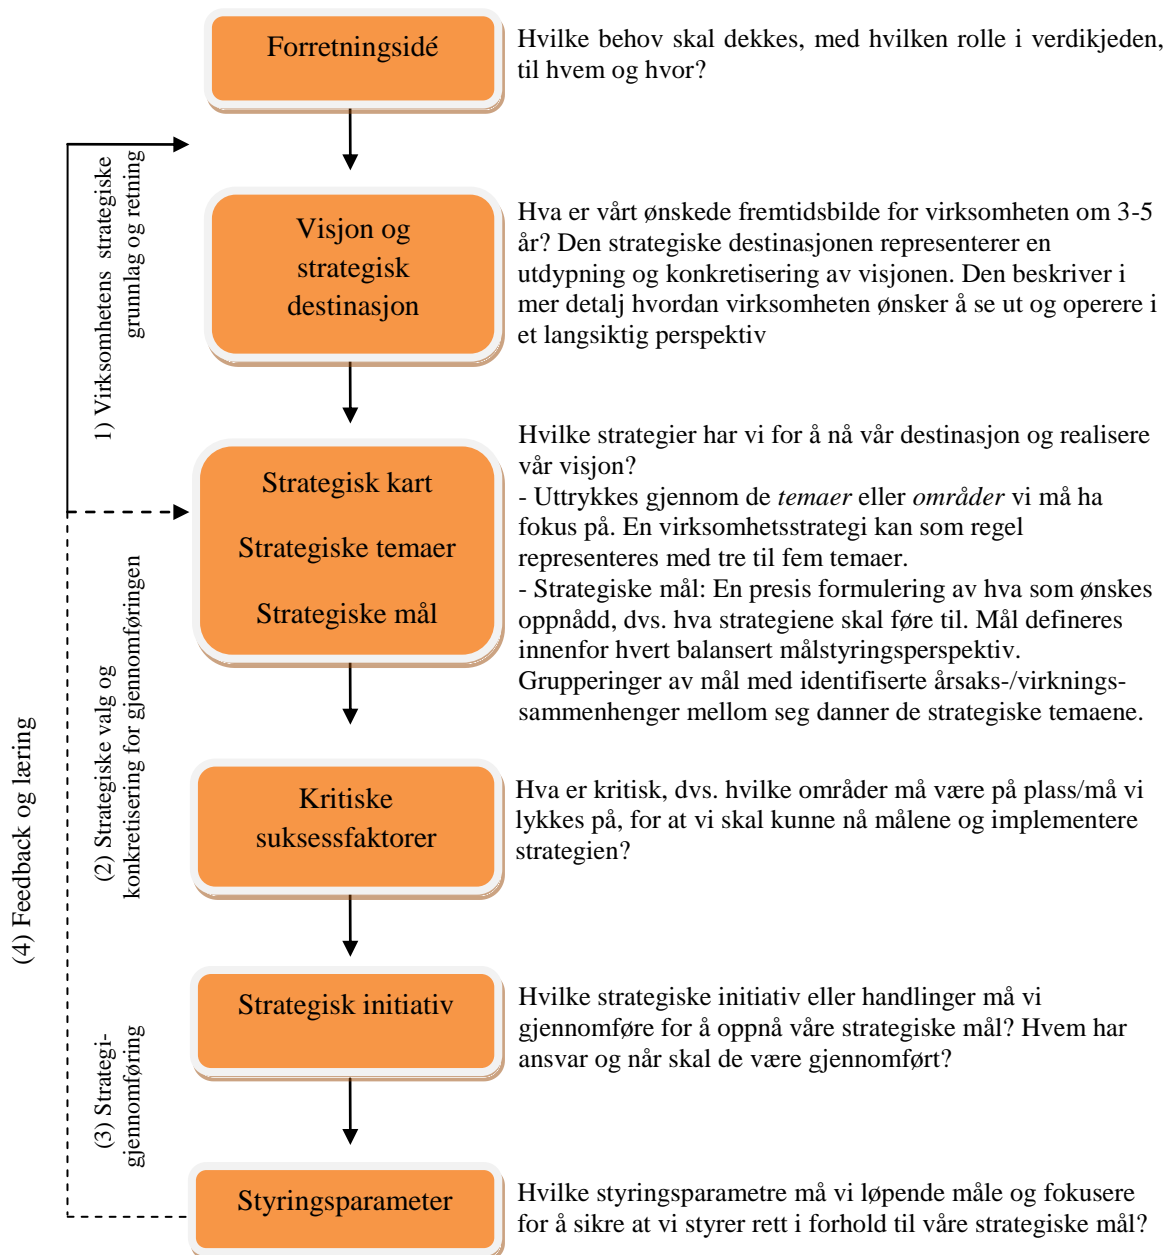 Forretningsidé
Hvilke behov skal dekkes, med hvilken rolle i verdikjeden,
til hvem og hvor?
1) Virksomhetens strategiske
grunnlag og retning
Visjon og
strategisk
destinasjon
Hva er vårt ønskede fremtidsbilde for virksomheten om 3-5
år? Den strategiske destinasjonen representerer en
utdypning og konkretisering av visjonen. Den beskriver i
mer detalj hvordan virksomheten ønsker å se ut og operere i
et langsiktig perspektiv
Strategisk kart
Strategiske temaer
Strategiske mål
Hvilke strategier har vi for å nå vår destinasjon og realisere
vår visjon?
- Uttrykkes gjennom de temaer eller områder vi må ha
fokus på. En virksomhetsstrategi kan som regel
representeres med tre til fem temaer.
- Strategiske mål: En presis formulering av hva som ønskes
oppnådd, dvs. hva strategiene skal føre til. Mål defineres
innenfor hvert balansert målstyringsperspektiv.
Grupperinger av mål med identifiserte årsaks-/virknings-
sammenhenger mellom seg danner de strategiske temaene.
(2) Strategiske valg og
konkretisering for gjennomføringen
(4) Feedback og læring
Kritiske
suksessfaktorer
Hva er kritisk, dvs. hvilke områder må være på plass/må vi
lykkes på, for at vi skal kunne nå målene og implementere
strategien?
(3) Strategi-
gjennomføring
Strategisk initiativ
Hvilke strategiske initiativ eller handlinger må vi
gjennomføre for å oppnå våre strategiske mål? Hvem har
ansvar og når skal de være gjennomført?
Styringsparameter
Hvilke styringsparametre må vi løpende måle og fokusere
for å sikre at vi styrer rett i forhold til våre strategiske mål?